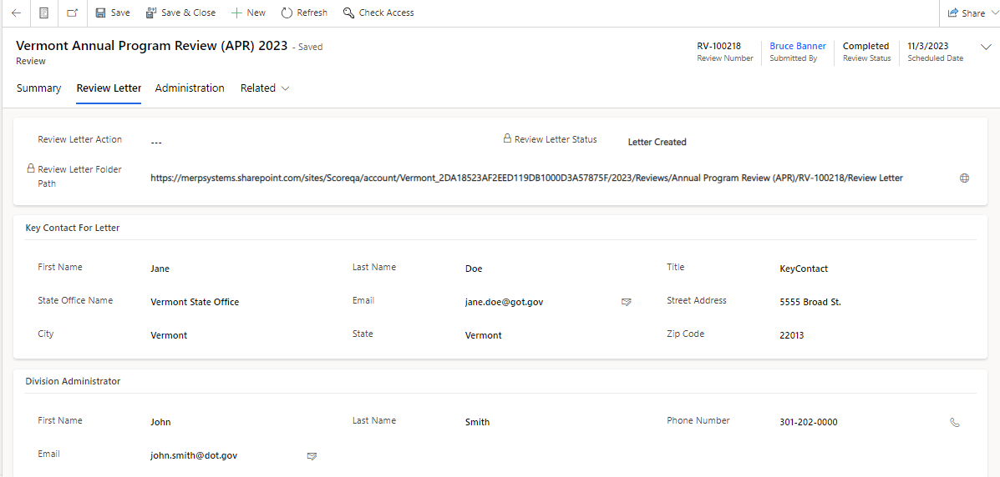 Save Save & Close New Refresh Check Access Share
Vermont Annual Program Review (APR) 2023 - Saved
Review
RV-100218 Bruce Banner Completed 11/3/2023
Review Number Submitted By Review Status Scheduled Date
Summary Review Letter Administration Related
Review Letter Action --- Review Letter Status Letter Created
Review Letter Folder
Path
https://merpsystems.sharepoint.com/sites/Scoreqa/account/Vermont_2DA18523AF2EED119DB1000D3A57875F/2023/Reviews/Annual Program Review (APR)/RV-100218/Review Letter
Key Contact For Letter
First Name Jane Last Name Doe Title KeyContact
State Office Name Vermont State Office Email jane.doe@got.gov Street Address 5555 Broad St.
City Vermont State Vermont Zip Code 22013
Division Administrator
First Name John Last Name Smith Phone Number 301-202-0000
Email john.smith@dot.gov